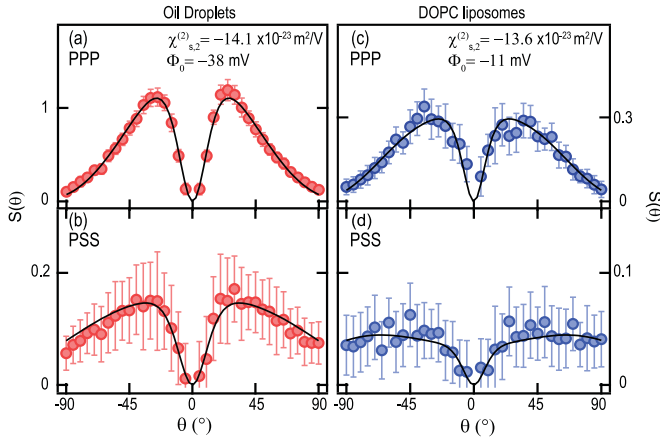 Oil Droplets
DOPC liposomes
(a)
PPP
χ(2)s,2 = −14.1 x10-23 m2/V
Φ0 = −38 mV
(c)
PPP
χ(2)s,2 = −13.6 x10-23 m2/V
Φ0 = −11 mV
1
0
0.3
0
S(θ)
S(θ)
(b)
PSS
(d)
PSS
0.2
0
0.1
0
-90 -45 0 45 90
-90 -45 0 45 90
θ (°)
θ (°)